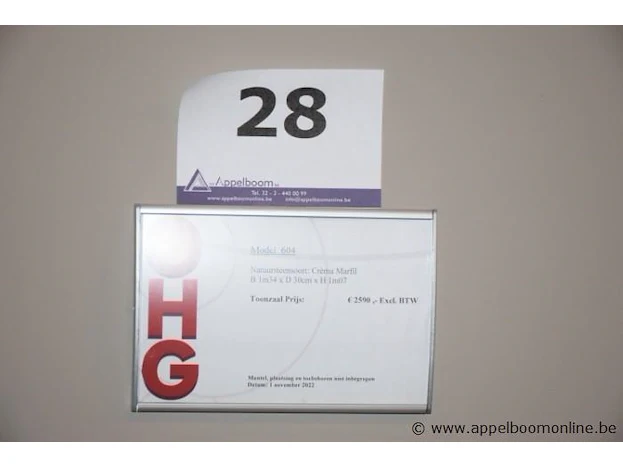 28
Appelboom
Tel. 32 - 3 - 440 00 99
www.appelboomonline.be info@appelboomonline.be
Model 604
Natuursteensoort: Crema Marfil
B 1m34 x D 30cm x H 1m07
Toonzaal Prijs: € 2590 ,- Excl. BTW
HG
Mantel, plaatsing en toebehoren niet inbegrepen
Datum: 1 november 2022
© www.appelboomonline.be